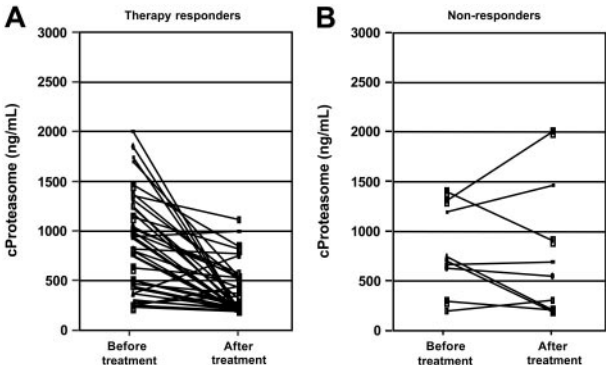 A
Therapy responders
cProteasome (ng/mL)
3000
2500
2000
1500
1000
500
0
Before
treatment
After
treatment
B
Non-responders
cProteasome (ng/mL)
3000
2500
2000
1500
1000
500
0
Before
treatment
After
treatment